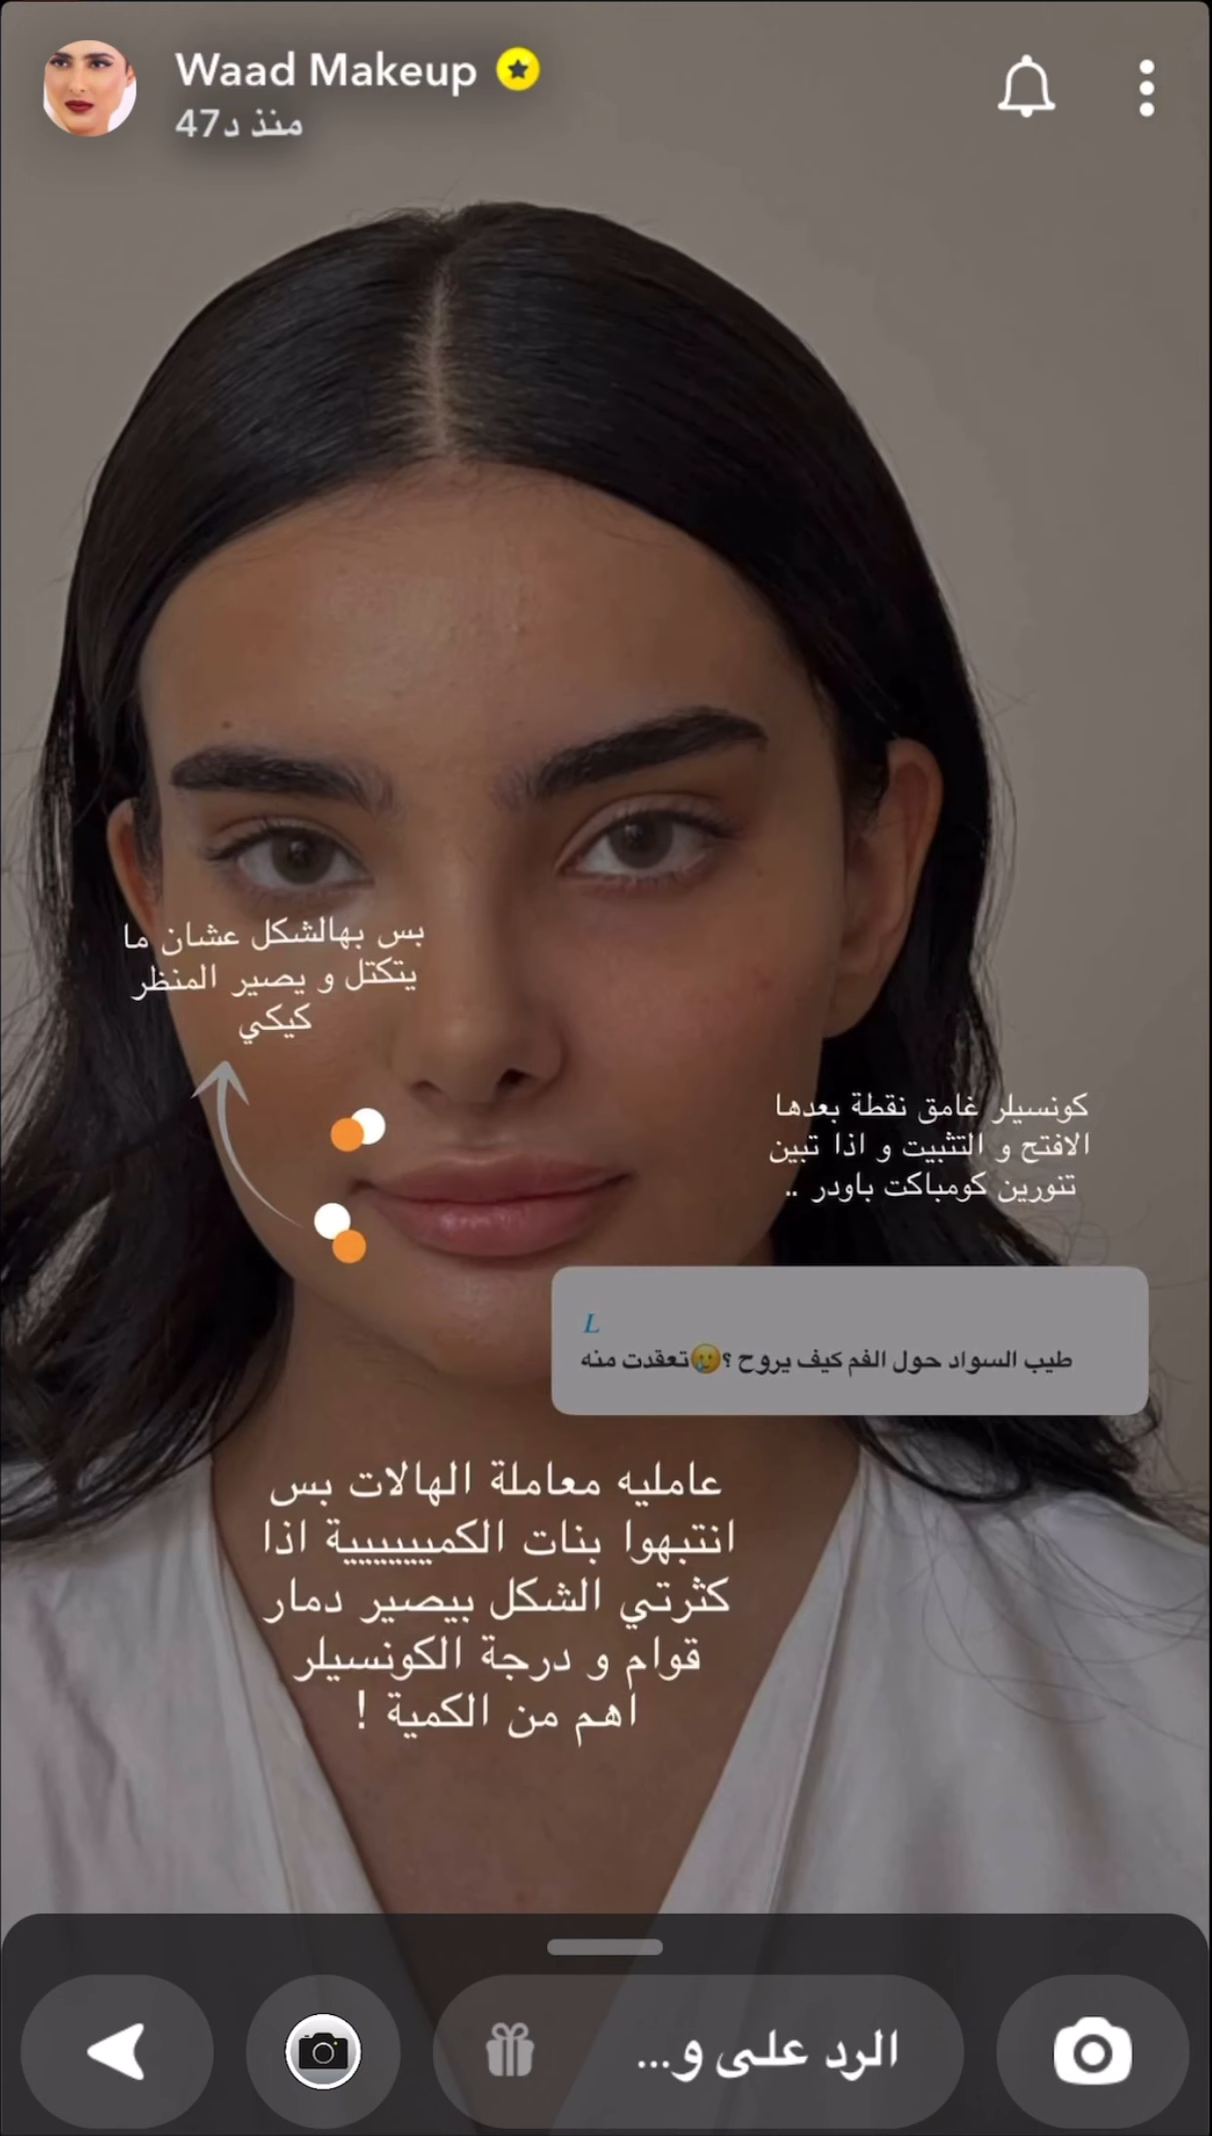 Waad Makeup
منذ 47د
بس بهالشكل عشان ما
يتكتل و يصير المنظر
كيكي
كونسيلر غامق نقطة بعدها
الافتح و التثبيت و اذا تبين
تنورين كومباكت باودر ..
L
طيب السواد حول الفم كيف يروح ؟🥲تعقدت منه
عامليه معاملة الهالات بس
انتبهوا بنات الكمييييييية اذا
كثرتي الشكل بيصير دمار
قوام و درجة الكونسيلر
اهم من الكمية !
الرد على و...